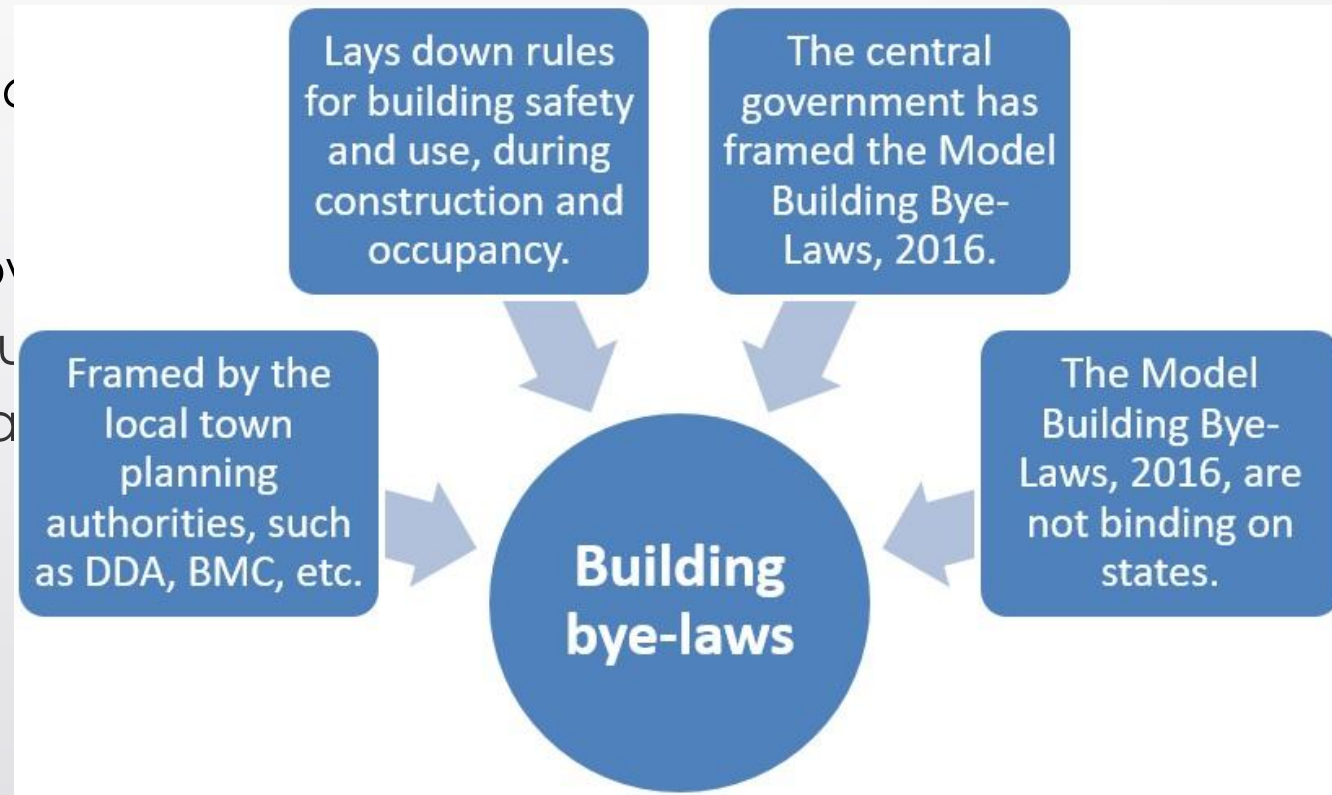 Lays down rules
for building safety
and use, during
construction and
occupancy.
The central
government has
framed the Model
Building Bye-
Laws, 2016.
Framed by the
local town
planning
authorities, such
as DDA, BMC, etc.
The Model
Building Bye-
Laws, 2016, are
not binding on
states.
Building
bye-laws